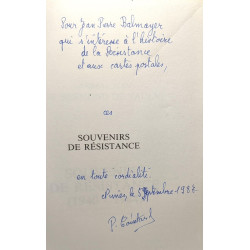 Pour Jean Pierre Balmayer
qui s'intéresse à l'histoire
de la Résistance
et aux cartes postales,
ces
SOUVENIRS
DE RÉSISTANCE
en toute cordialité
Nîmes, le 5 Septembre 1987
P.